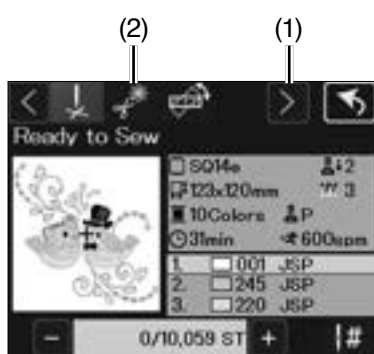 (2) (1)
Ready to Sew
SQ14e 2
123x120mm 3
10Colors P
31min 600spm
1. 001 JSP
2. 245 JSP
3. 220 JSP
− 0/10,059 ST + #